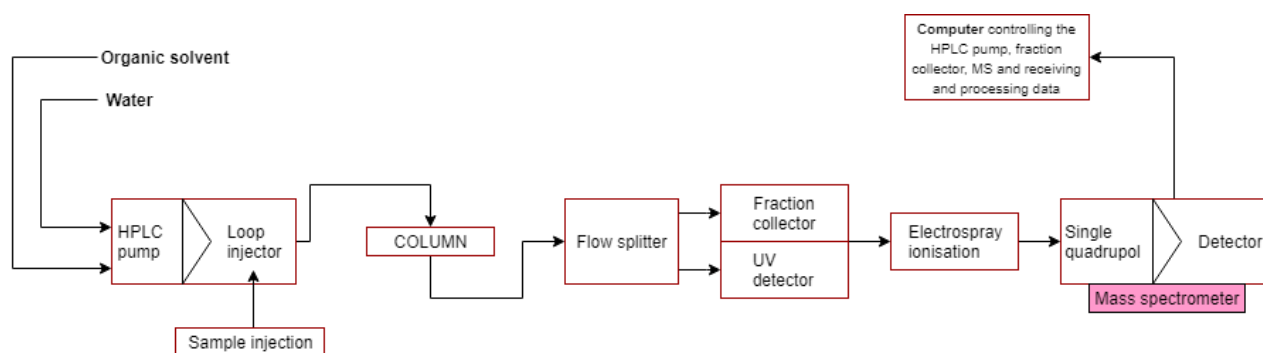 Organic solvent
Water
HPLC
pump
Loop
injector
Sample injection
COLUMN
Flow splitter
Fraction
collector
UV
detector
Electrospray
ionisation
Single
quadrupol
Detector
Mass spectrometer
Computer controlling the
HPLC pump, fraction
collector, MS and receiving
and processing data